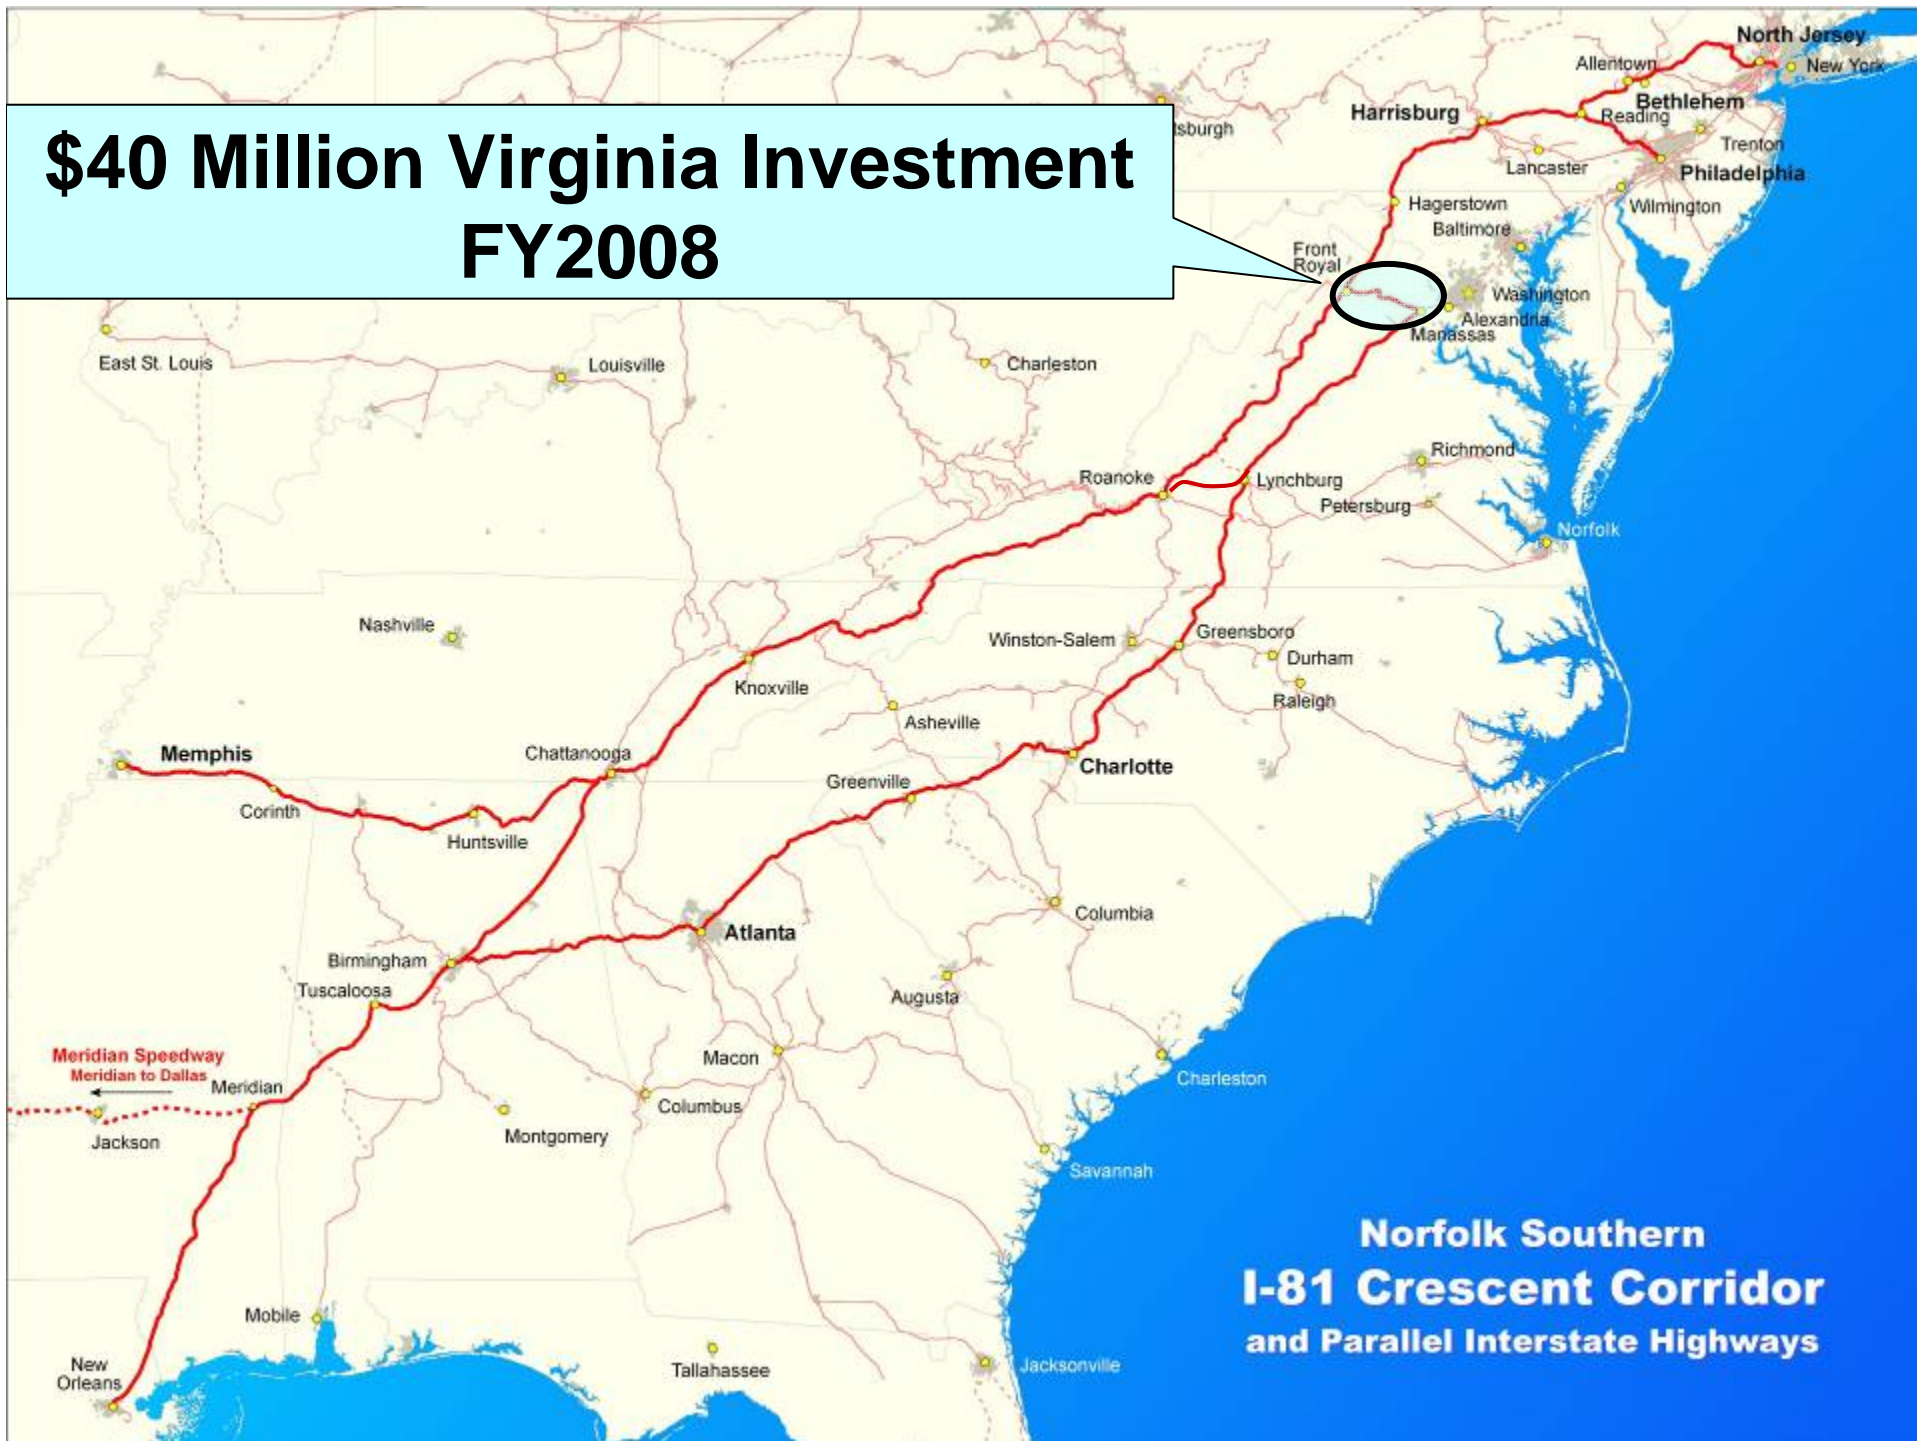 North Jersey
Allentown
New York
Bethlehem
Harrisburg
Reading
$40 Million Virginia Investment
FY2008
tsburgh
Trenton
Lancaster
Philadelphia
Hagerstown
Wilmington
Baltimore
Front
Royal
Washington
Alexandria
Manassas
East St. Louis
Louisville
Charleston
Richmond
Roanoke
Lynchburg
Petersburg
Norfolk
Nashville
Winston-Salem
Greensboro
Durham
Knoxville
Raleigh
Asheville
Memphis
Chattanooga
Charlotte
Greenville
Corinth
Huntsville
Columbia
Atlanta
Birmingham
Tuscaloosa
Augusta
Meridian Speedway
Meridian to Dallas
Meridian
Macon
Charleston
Columbus
Jackson
Montgomery
Savannah
Norfolk Southern
I-81 Crescent Corridor
and Parallel Interstate Highways
Mobile
New
Orleans
Tallahassee
Jacksonville